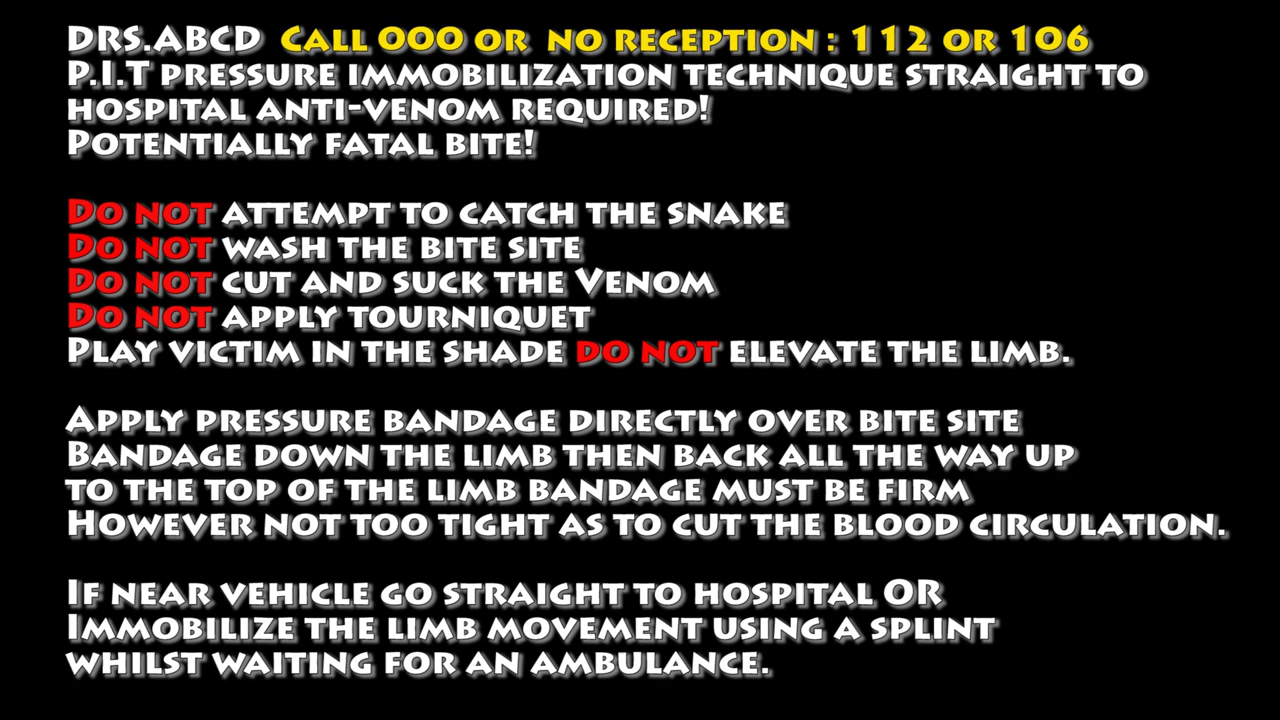 DRS.ABCD Call 000 or no reception : 112 or 106
P.I.T pressure immobilization technique straight to
hospital anti-venom required!
Potentially fatal bite!
Do not attempt to catch the snake
Do not wash the bite site
Do not cut and suck the Venom
Do not apply tourniquet
Play victim in the shade do not elevate the limb.
Apply pressure bandage directly over bite site
Bandage down the limb then back all the way up
to the top of the limb bandage must be firm
However not too tight as to cut the blood circulation.
If near vehicle go straight to hospital OR
Immobilize the limb movement using a splint
whilst waiting for an ambulance.